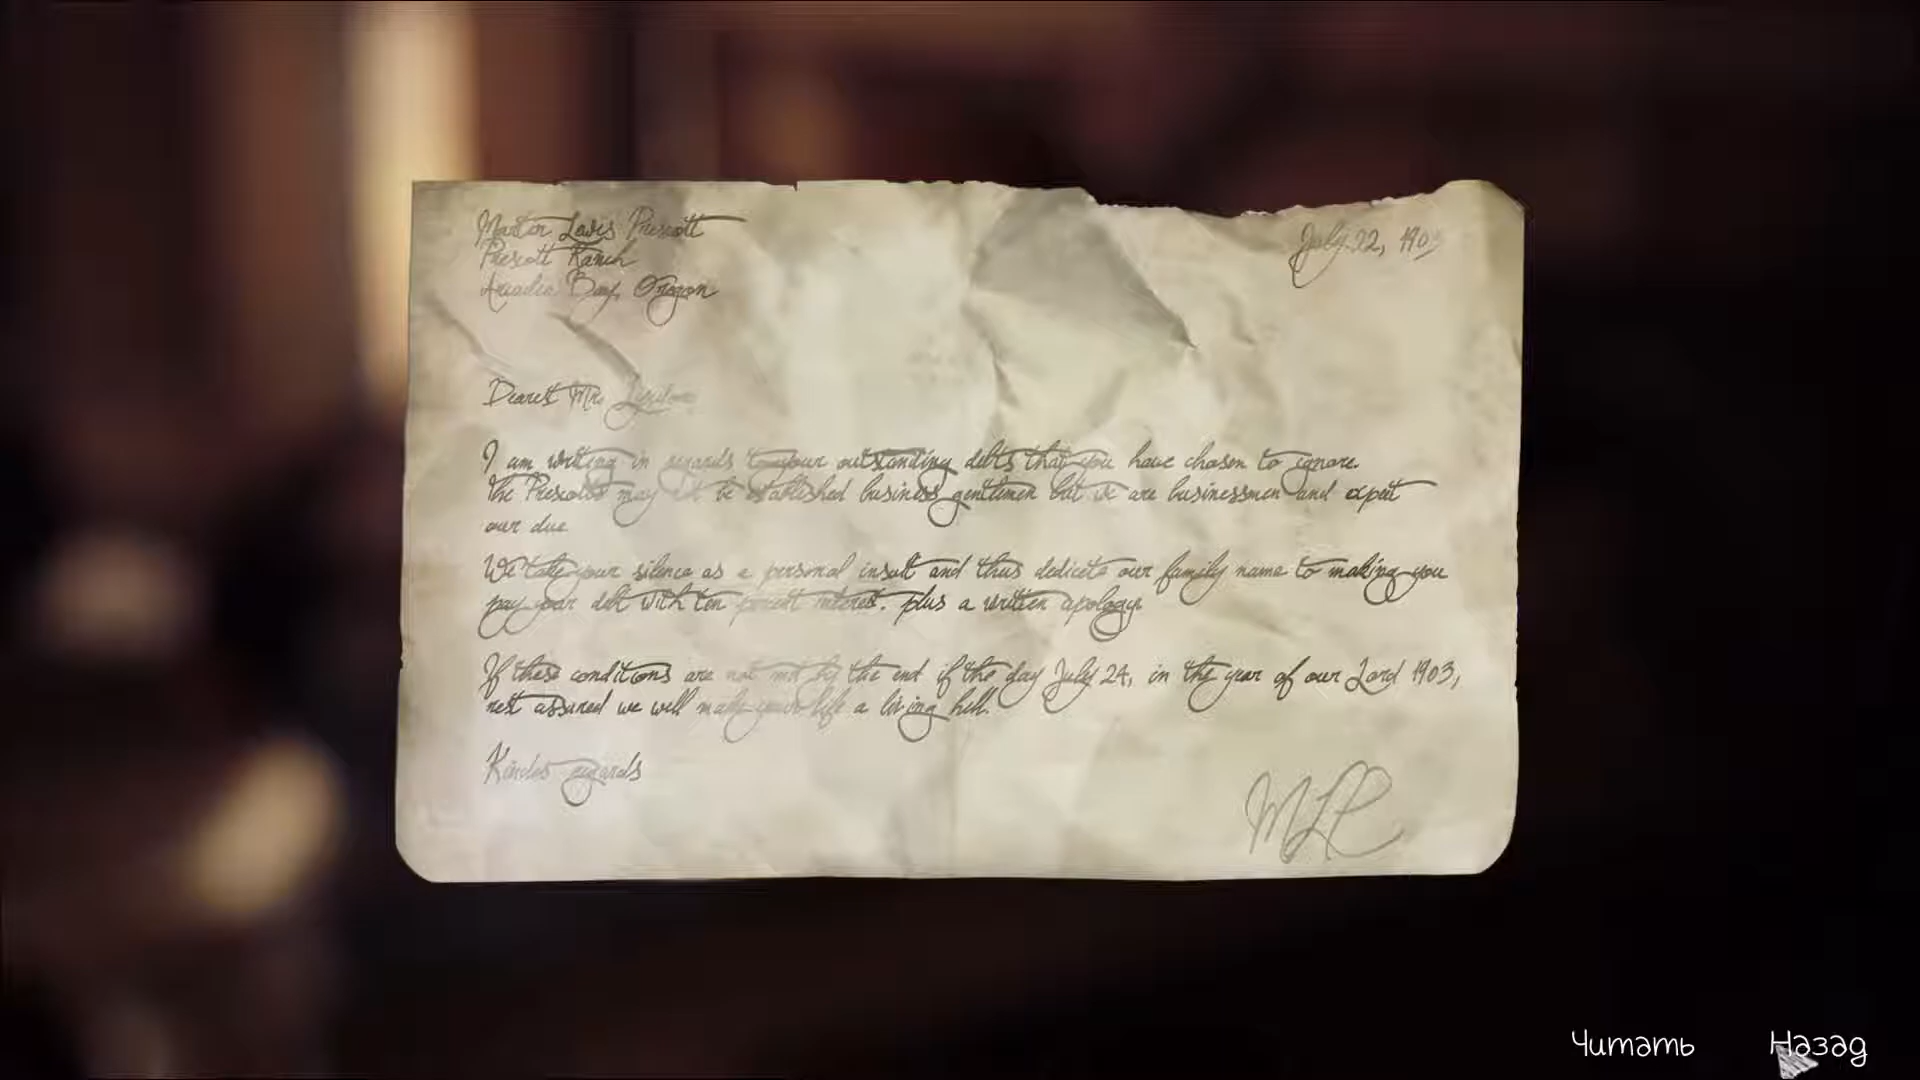 Martin Lewis Prescott
July 22, 1903
Prescott Ranch
Arcadia Bay, Oregon
Dearest Mr.
I am writing in regards to your outstanding debts that you have chosen to ignore.
The Prescotts may not be established business gentlemen but we are businessmen and expect
our due.
We take your silence as a personal insult and thus dedicate our family name to making you
pay your debt with ten percent interest, plus a written apology.
If these conditions are not met by the end if the day July 24, in the year of our Lord 1903,
rest assured we will make your life a living hell.
Kindes regards
MLP
Читать
Назад